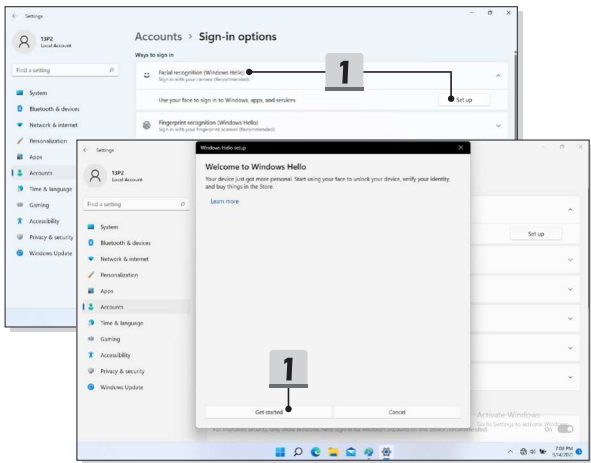 Settings
13P2
Local Account
Find a setting
System
Bluetooth & devices
Network & internet
Personalization
Apps
Accounts
Time & language
Gaming
Accessibility
Privacy & security
Windows Update
Accounts > Sign-in options
Ways to sign in
Facial recognition (Windows Hello)
Sign in with your camera (Recommended)
1
Use your face to sign in to Windows, apps, and services
Set up
Fingerprint recognition (Windows Hello)
Sign in with your fingerprint scanner (Recommended)
Settings
13P2
Local Account
Find a setting
System
Bluetooth & devices
Network & internet
Personalization
Apps
Accounts
Time & language
Gaming
Accessibility
Privacy & security
Windows Update
Windows Hello setup
Welcome to Windows Hello
Your device just got more personal. Start using your face to unlock your device, verify your identity,
and buy things in the Store.
Learn more
1
Get started
Cancel
Set up
Activate Windows
Go to Settings to activate Windows.
On
7:08 PM
5/14/2021